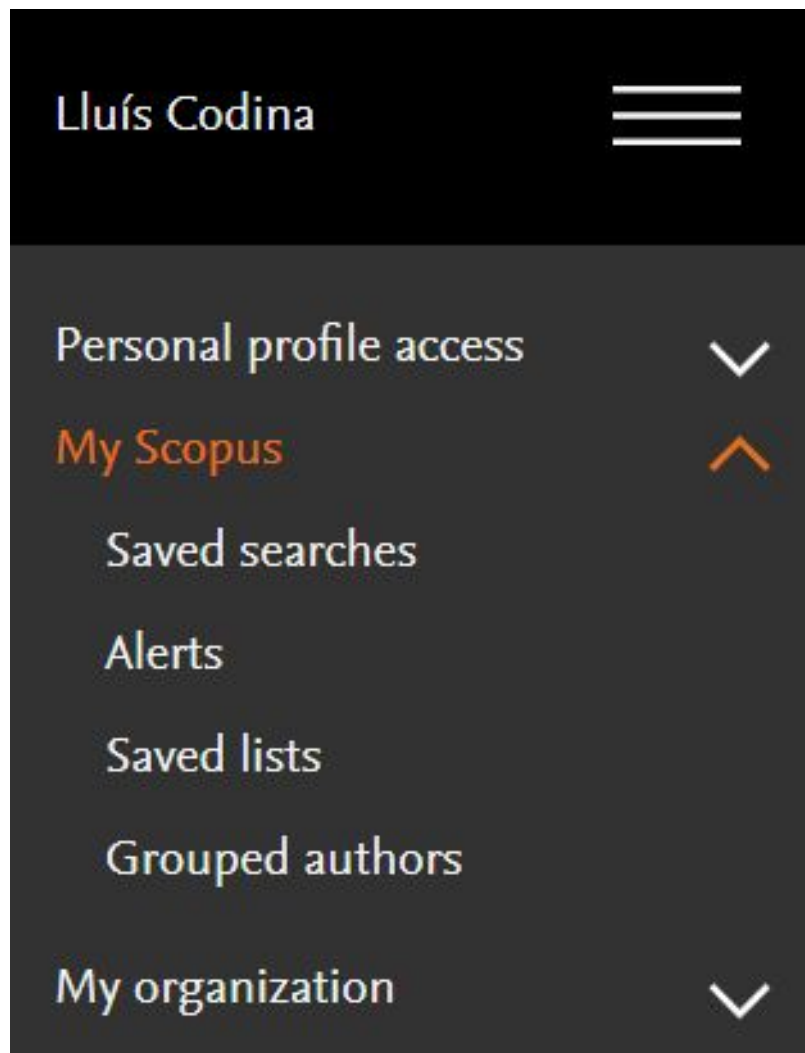 Lluís Codina
Personal profile access
My Scopus
Saved searches
Alerts
Saved lists
Grouped authors
My organization